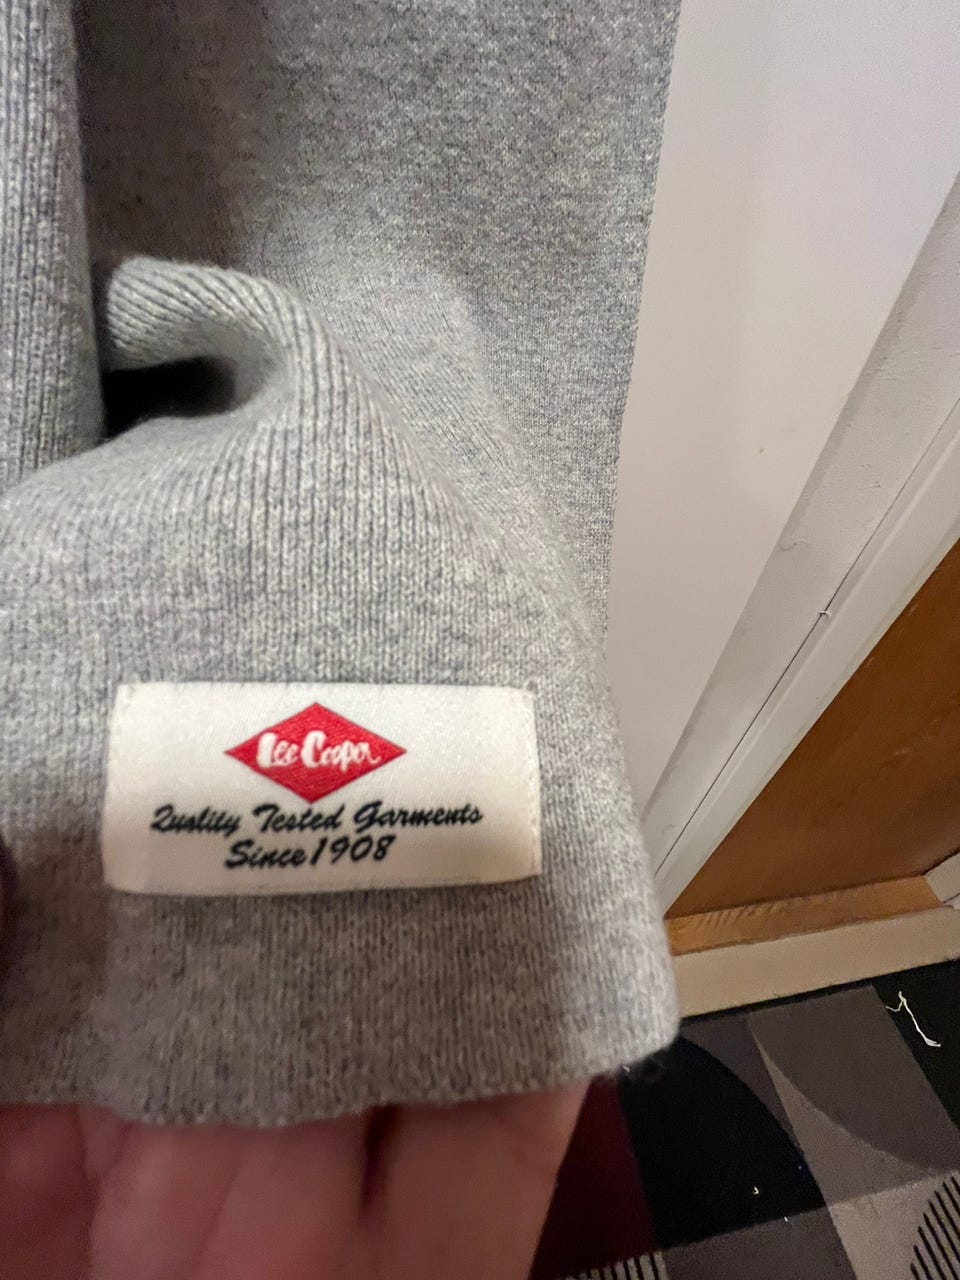 Lee Cooper
Quality Tested Garments
Since 1908